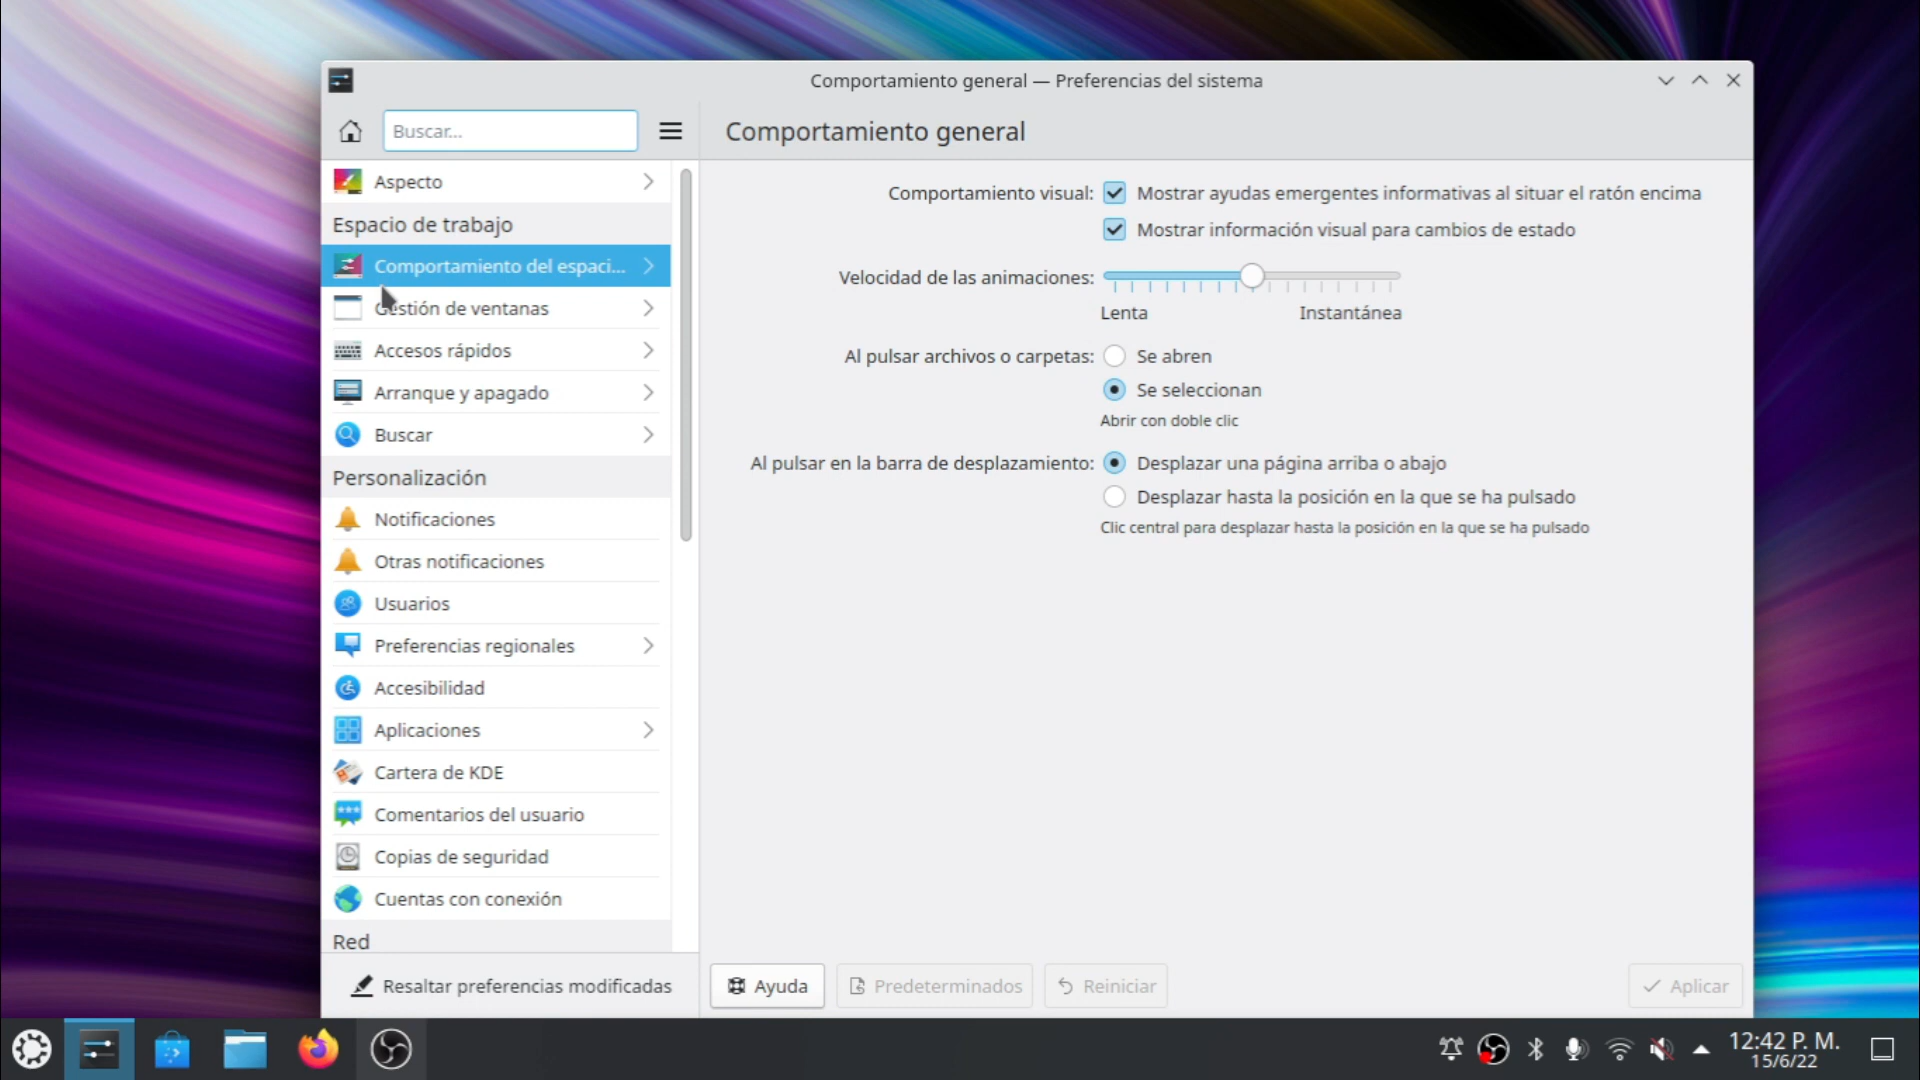 Comportamiento general — Preferencias del sistema
Buscar...
Comportamiento general
Aspecto
Espacio de trabajo
Comportamiento del espaci...
Gestión de ventanas
Accesos rápidos
Arranque y apagado
Buscar
Personalización
Notificaciones
Otras notificaciones
Usuarios
Preferencias regionales
Accesibilidad
Aplicaciones
Cartera de KDE
Comentarios del usuario
Copias de seguridad
Cuentas con conexión
Red
Resaltar preferencias modificadas
Comportamiento visual: Mostrar ayudas emergentes informativas al situar el ratón encima
Mostrar información visual para cambios de estado
Velocidad de las animaciones:
Lenta Instantánea
Al pulsar archivos o carpetas: Se abren
Se seleccionan
Abrir con doble clic
Al pulsar en la barra de desplazamiento: Desplazar una página arriba o abajo
Desplazar hasta la posición en la que se ha pulsado
Clic central para desplazar hasta la posición en la que se ha pulsado
Ayuda Predeterminados Reiniciar Aplicar
12:42 P. M.
15/6/22